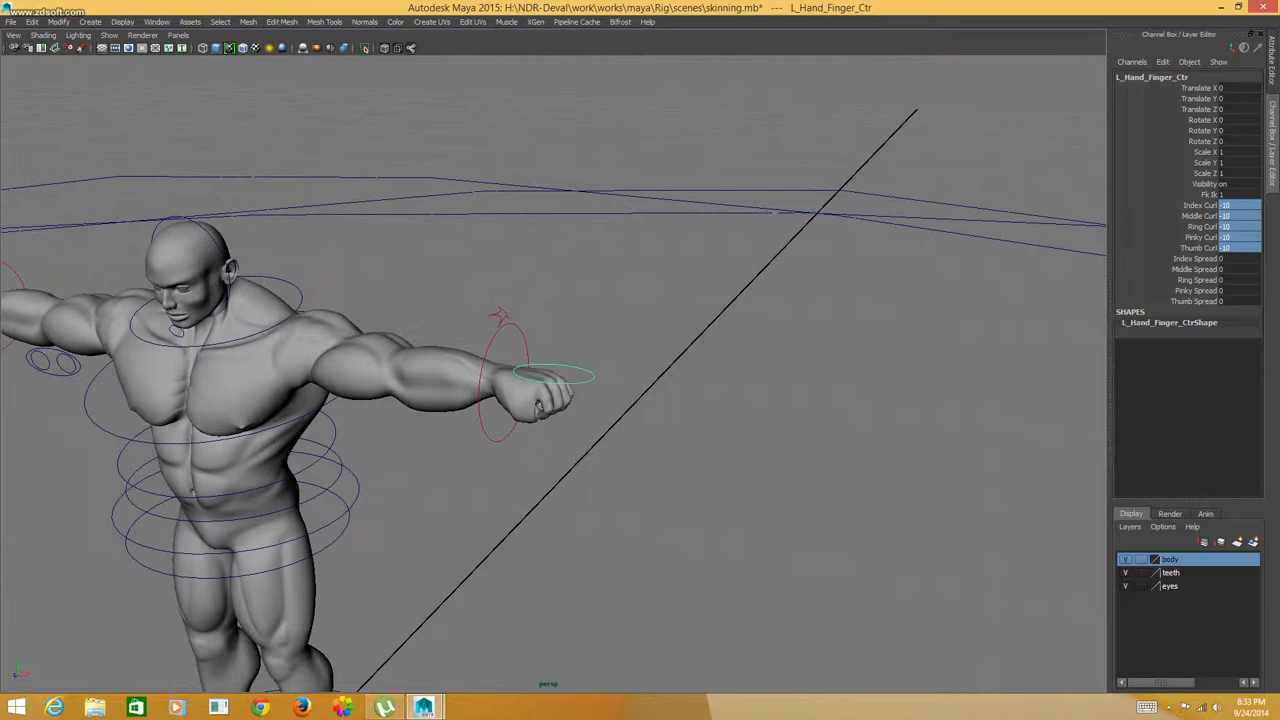 Autodesk Maya 2015: H:\NDR-Deval\work\works\maya\Rig\scenes\skinning.mb*   ---   L_Hand_Finger_Ctr
www.zdsoft.com
File Edit Modify Create Display Window Assets Select Mesh Edit Mesh Mesh Tools Normals Color Create UVs Edit UVs Muscle XGen Pipeline Cache Bifrost Help
View Shading Lighting Show Renderer Panels
Channel Box / Layer Editor
Channels Edit Object Show
L_Hand_Finger_Ctr
Translate X 0
Translate Y 0
Translate Z 0
Rotate X 0
Rotate Y 0
Rotate Z 0
Scale X 1
Scale Y 1
Scale Z 1
Visibility on
Fk Ik 1
Index Curl -10
Middle Curl -10
Ring Curl -10
Pinky Curl -10
Thumb Curl -10
Index Spread 0
Middle Spread 0
Ring Spread 0
Pinky Spread 0
Thumb Spread 0
SHAPES
L_Hand_Finger_CtrShape
Attribute Editor
Channel Box / Layer Editor
Display Render Anim
Layers Options Help
V body
V teeth
V eyes
persp
8:33 PM
9/24/2014